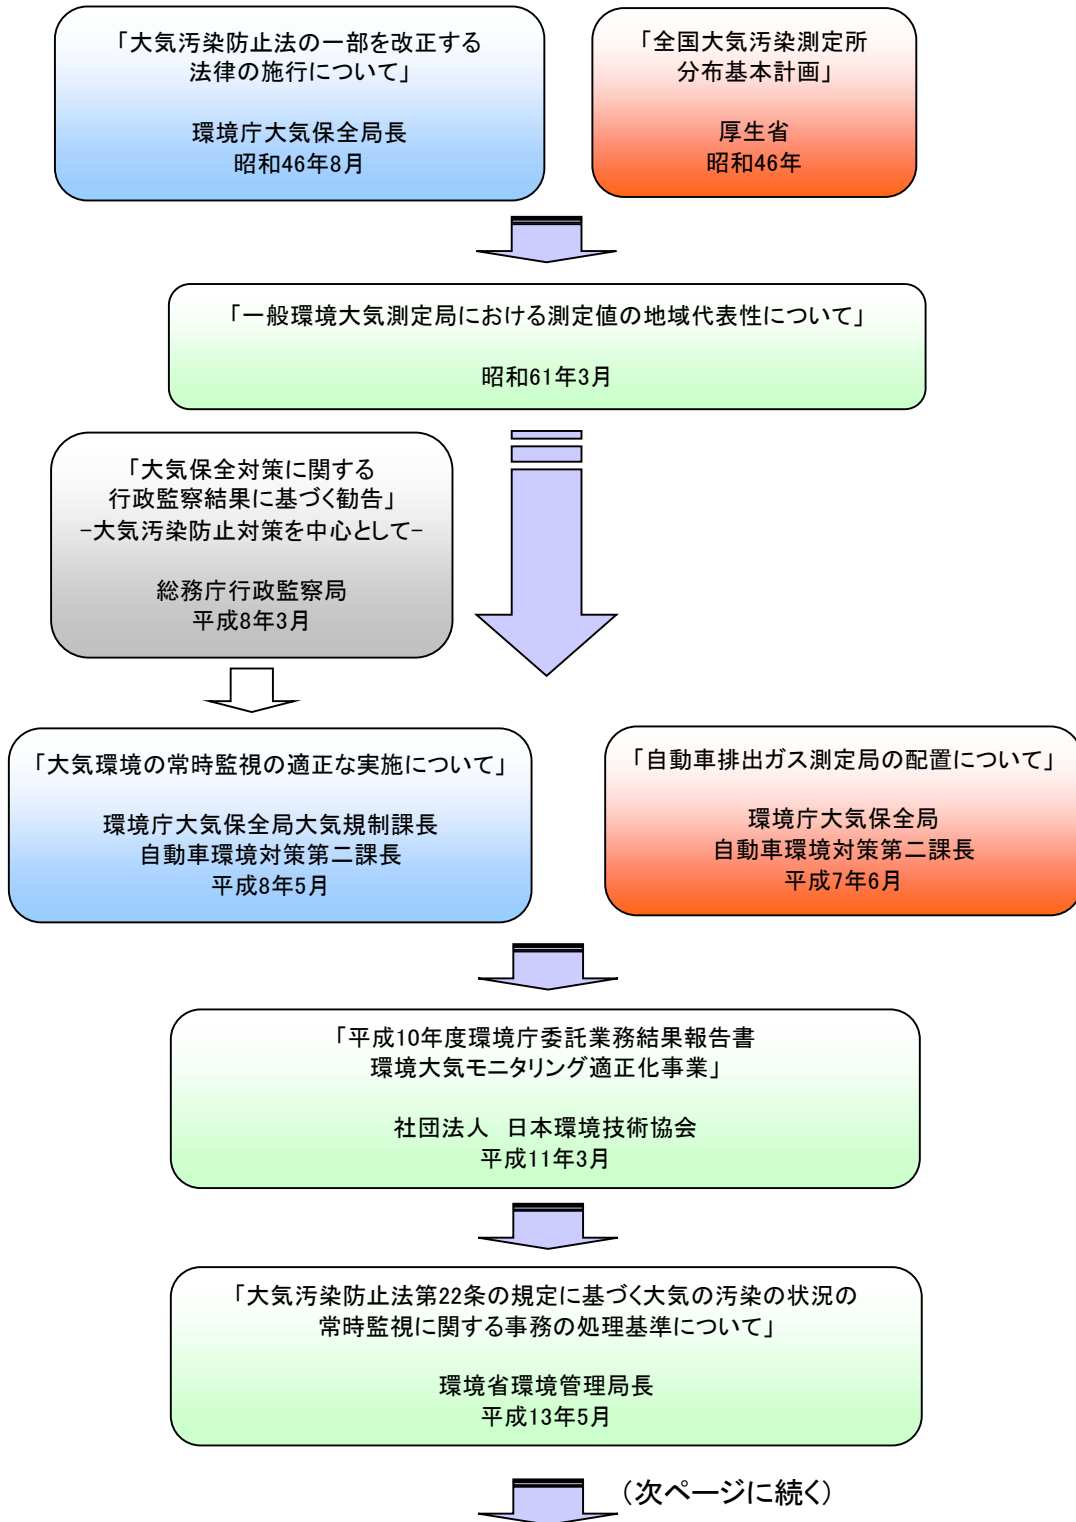 「大気汚染防止法の一部を改正する
法律の施行について」
環境庁大気保全局長
昭和46年8月
「全国大気汚染測定所
分布基本計画」
厚生省
昭和46年
「一般環境大気測定局における測定値の地域代表性について」
昭和61年3月
「大気保全対策に関する
行政監察結果に基づく勧告」
−大気汚染防止対策を中心として−
総務庁行政監察局
平成8年3月
「大気環境の常時監視の適正な実施について」
環境庁大気保全局大気規制課長
自動車環境対策第二課長
平成8年5月
「自動車排出ガス測定局の配置について」
環境庁大気保全局
自動車環境対策第二課長
平成7年6月
「平成10年度環境庁委託業務結果報告書
環境大気モニタリング適正化事業」
社団法人 日本環境技術協会
平成11年3月
「大気汚染防止法第22条の規定に基づく大気の汚染の状況の
常時監視に関する事務の処理基準について」
環境省環境管理局長
平成13年5月
（次ページに続く）